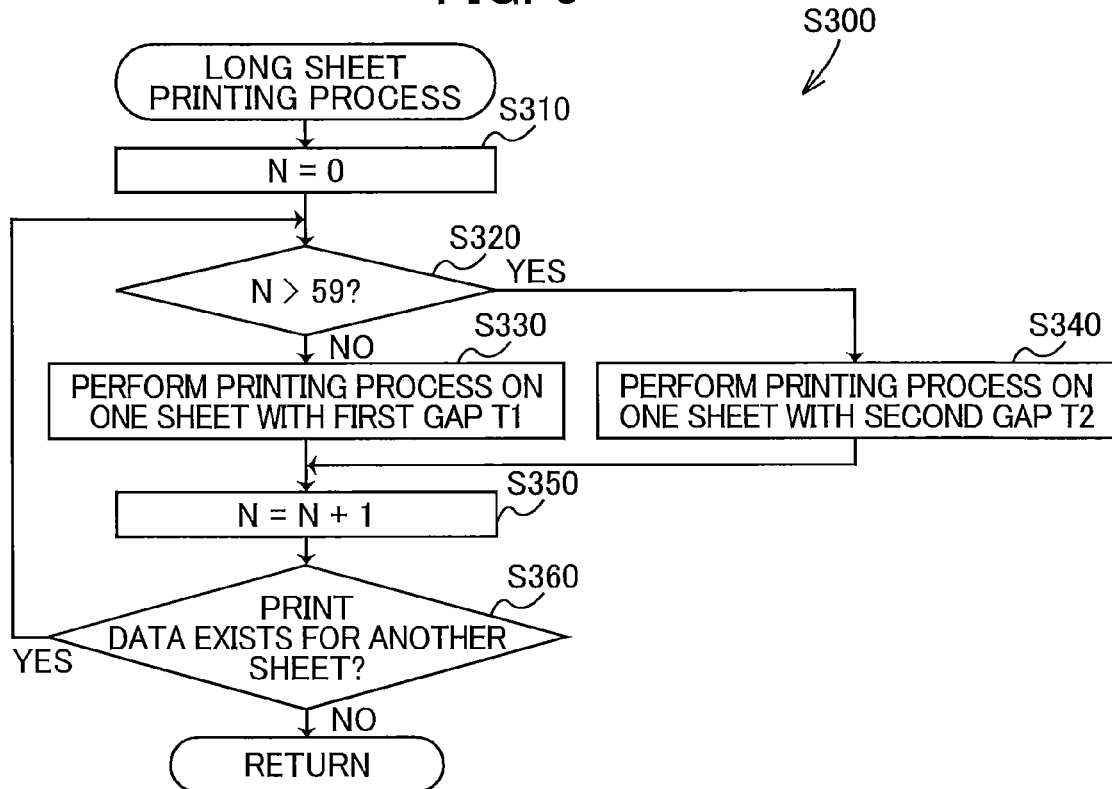 S300
LONG SHEET
PRINTING PROCESS
S310
N = 0
S320
N > 59?
YES
NO
S330
PERFORM PRINTING PROCESS ON
ONE SHEET WITH FIRST GAP T1
S340
PERFORM PRINTING PROCESS ON
ONE SHEET WITH SECOND GAP T2
S350
N = N + 1
S360
PRINT
DATA EXISTS FOR ANOTHER
SHEET?
YES
NO
RETURN